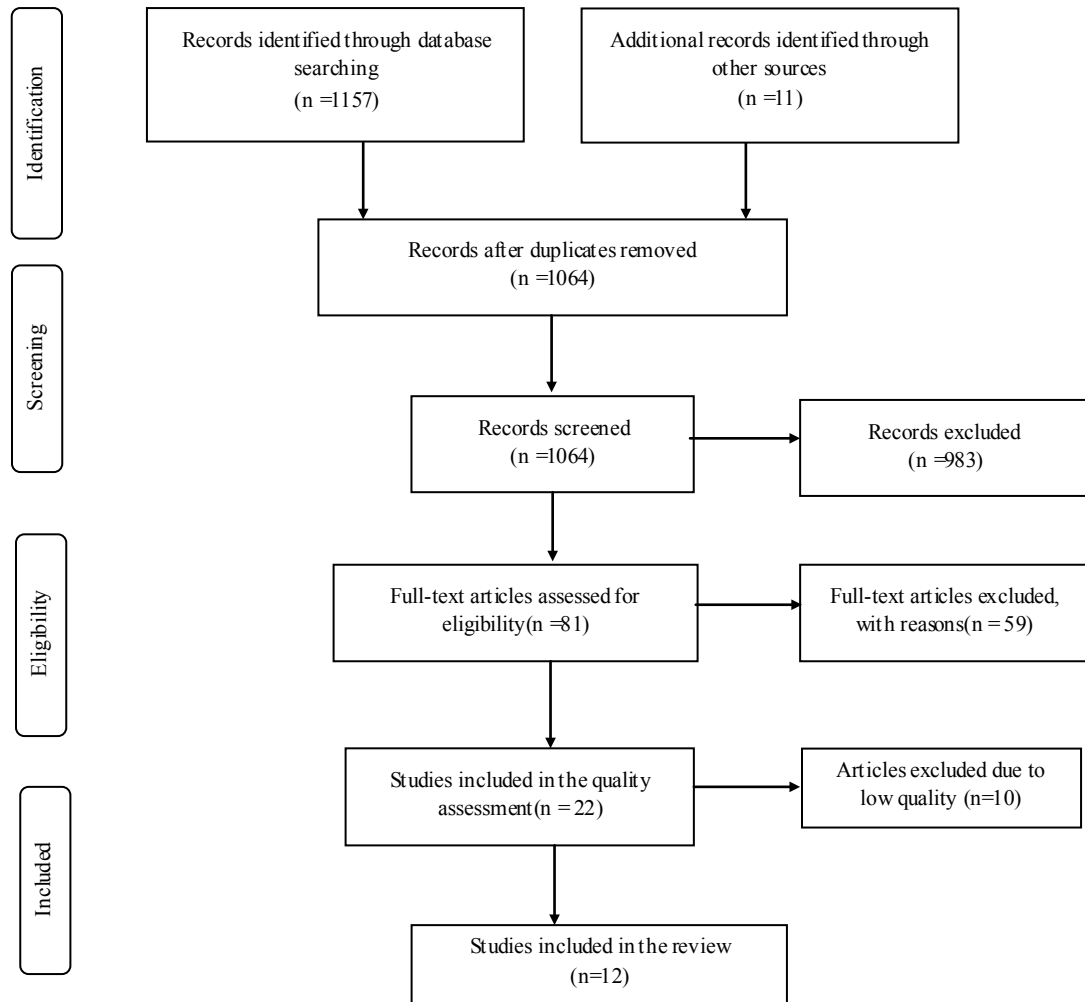 Identification
Records identified through database
searching
(n =1157)
Additional records identified through
other sources
(n =11)
Records after duplicates removed
(n =1064)
Screening
Records screened
(n =1064)
Records excluded
(n =983)
Eligibility
Full-text articles assessed for
eligibility(n =81)
Full-text articles excluded,
with reasons(n = 59)
Studies included in the quality
assessment(n = 22)
Articles excluded due to
low quality (n=10)
Included
Studies included in the review
(n=12)